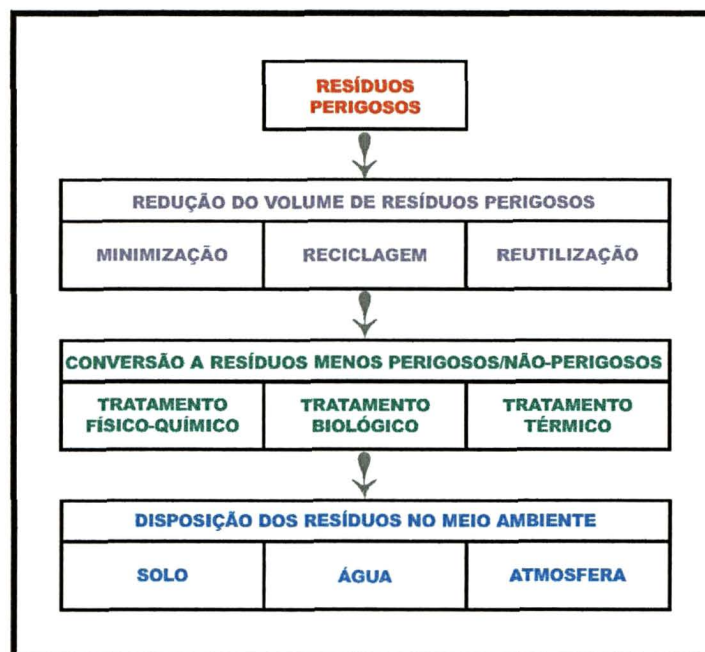 RESÍDUOS
PERIGOSOS
REDUÇÃO DO VOLUME DE RESÍDUOS PERIGOSOS
MINIMIZAÇÃO
RECICLAGEM
REUTILIZAÇÃO
CONVERSÃO A RESÍDUOS MENOS PERIGOSOS/NÃO-PERIGOSOS
TRATAMENTO
FÍSICO-QUÍMICO
TRATAMENTO
BIOLÓGICO
TRATAMENTO
TÉRMICO
DISPOSIÇÃO DOS RESÍDUOS NO MEIO AMBIENTE
SOLO
ÁGUA
ATMOSFERA